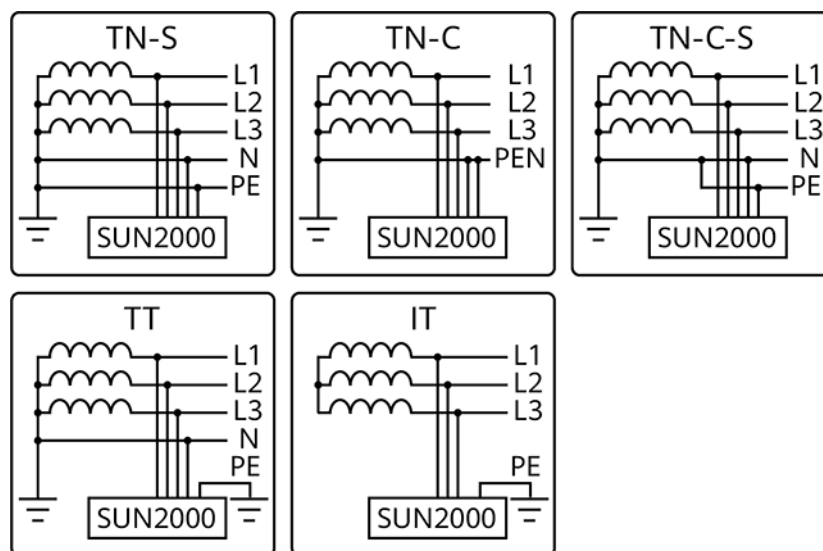 TN-S
L1
L2
L3
N
PE
SUN2000
TN-C
L1
L2
L3
PEN
SUN2000
TN-C-S
L1
L2
L3
N
PE
SUN2000
TT
L1
L2
L3
N
PE
SUN2000
IT
L1
L2
L3
PE
SUN2000